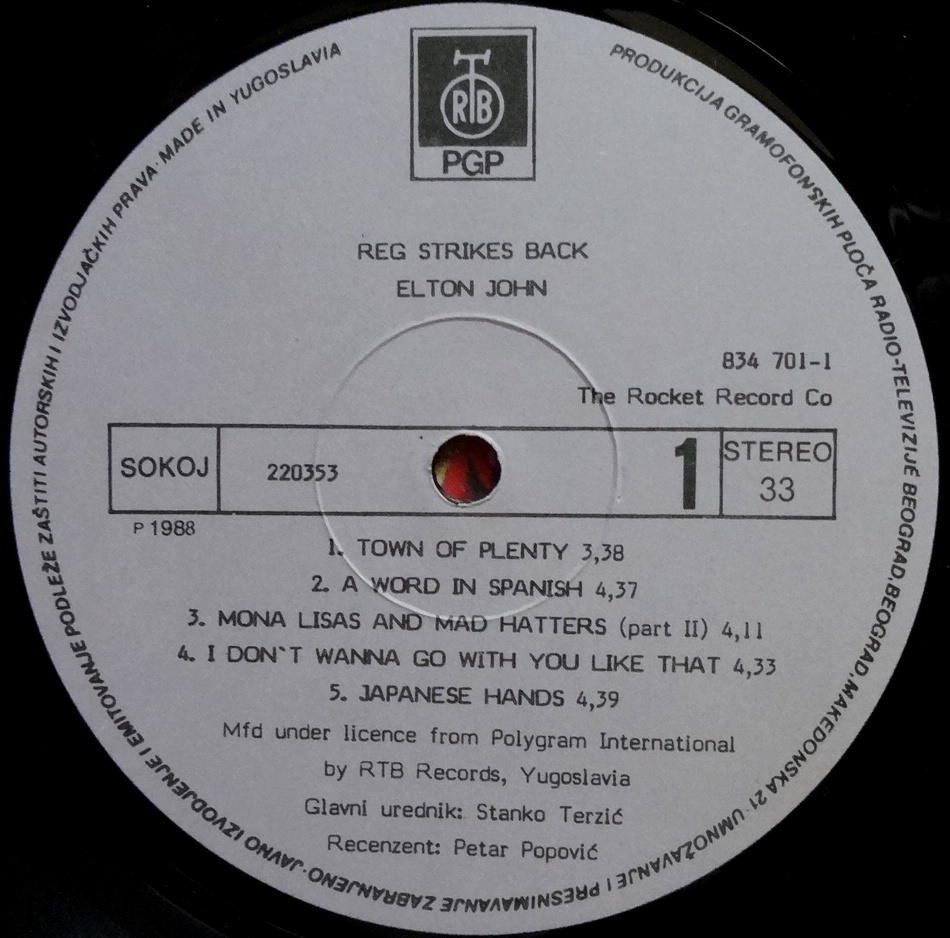 RTB
PGP
PRODUKCIJA GRAMOFONSKIH PLOČA RADIO-TELEVIZIJE BEOGRAD, BEOGRAD, MAKEDONSKA 21 · UMNOŽAVANJE I PRESNIMAVANJE ZABRANJENO · JAVNO IZVODJENJE I EMITOVANJE PODLEŽE ZAŠTITI AUTORSKIH I IZVODJAČKIH PRAVA · MADE IN YUGOSLAVIA
REG STRIKES BACK
ELTON JOHN
834 701-1
The Rocket Record Co
SOKOJ
220353
1
STEREO
33
P 1988
1. TOWN OF PLENTY 3,38
2. A WORD IN SPANISH 4,37
3. MONA LISAS AND MAD HATTERS (part II) 4,11
4. I DON`T WANNA GO WITH YOU LIKE THAT 4,33
5. JAPANESE HANDS 4,39
Mfd under licence from Polygram International
by RTB Records, Yugoslavia
Glavni urednik: Stanko Terzić
Recenzent: Petar Popović